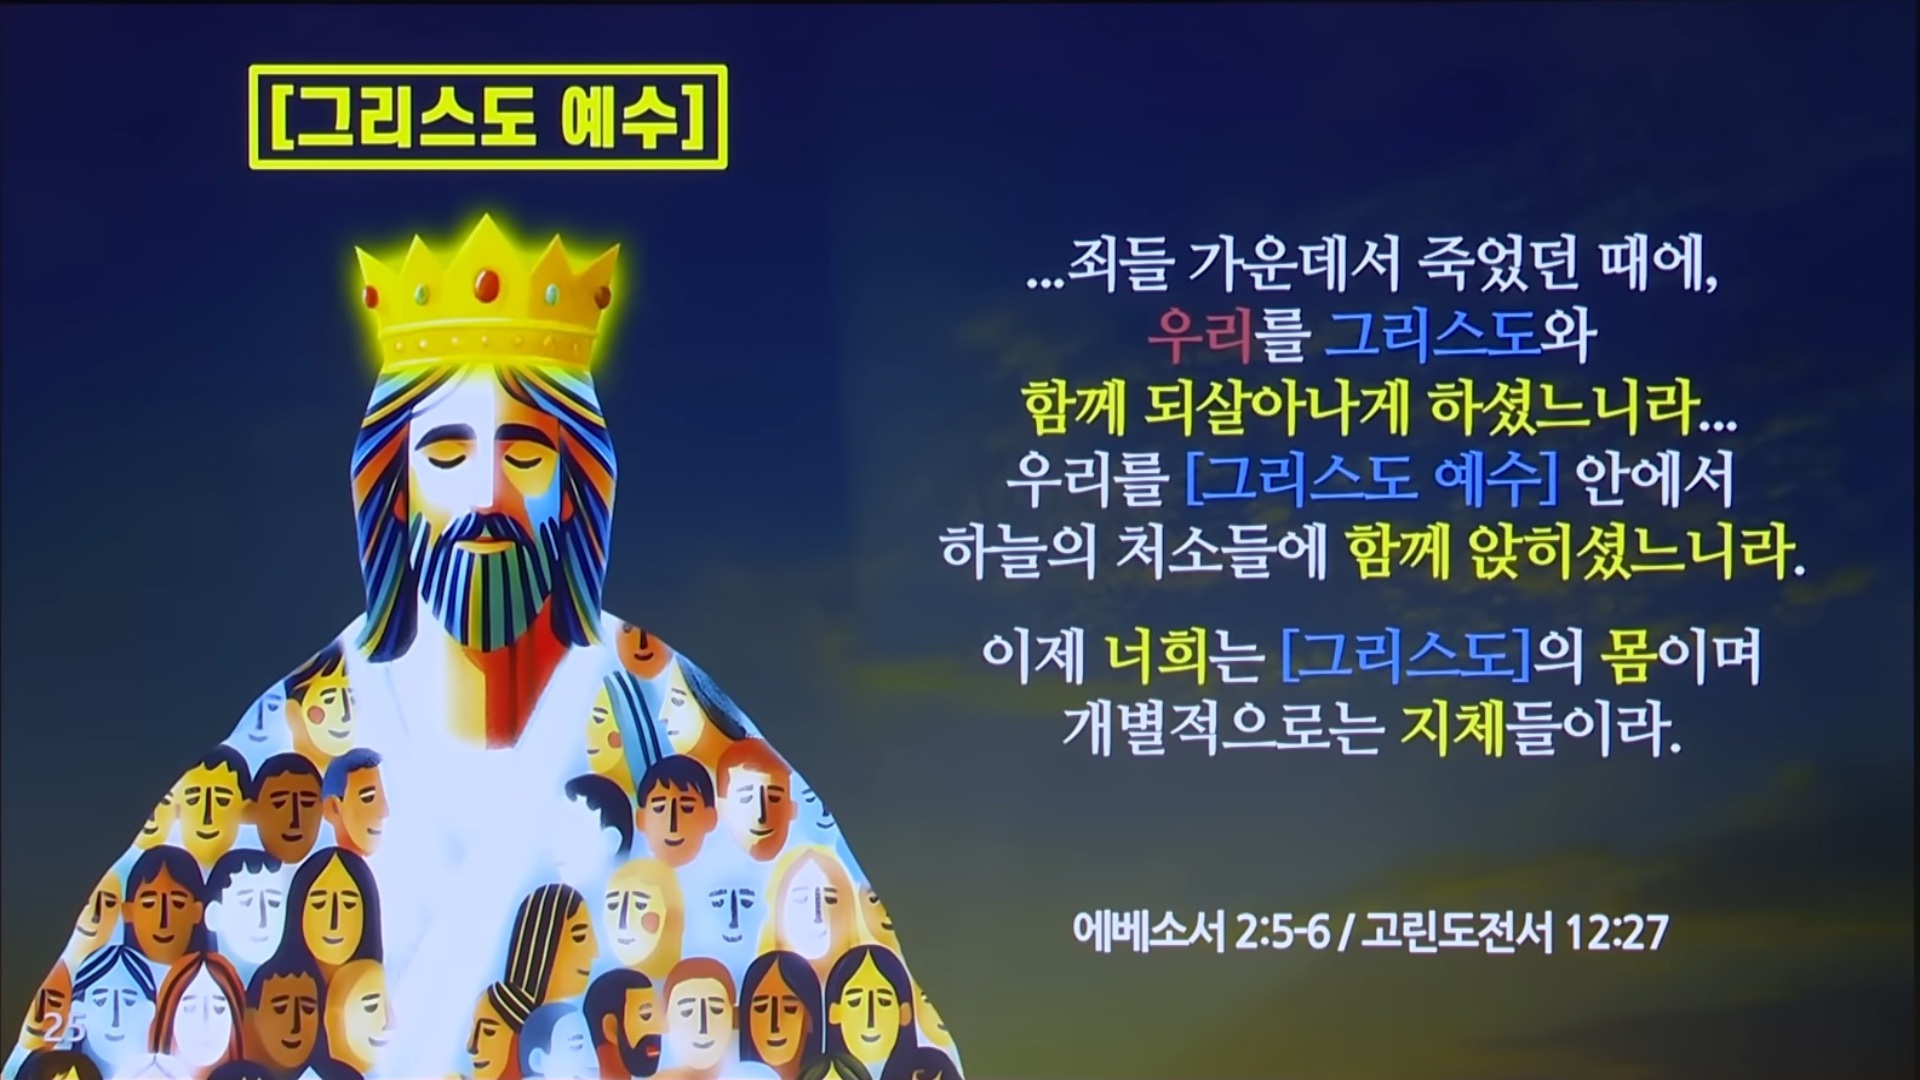 [그리스도 예수]
...죄들 가운데서 죽었던 때에,
우리를 그리스도와
함께 되살아나게 하셨느니라...
우리를 [그리스도 예수] 안에서
하늘의 처소들에 함께 앉히셨느니라.
이제 너희는 [그리스도]의 몸이며
개별적으로는 지체들이라.
에베소서 2:5-6 / 고린도전서 12:27
25